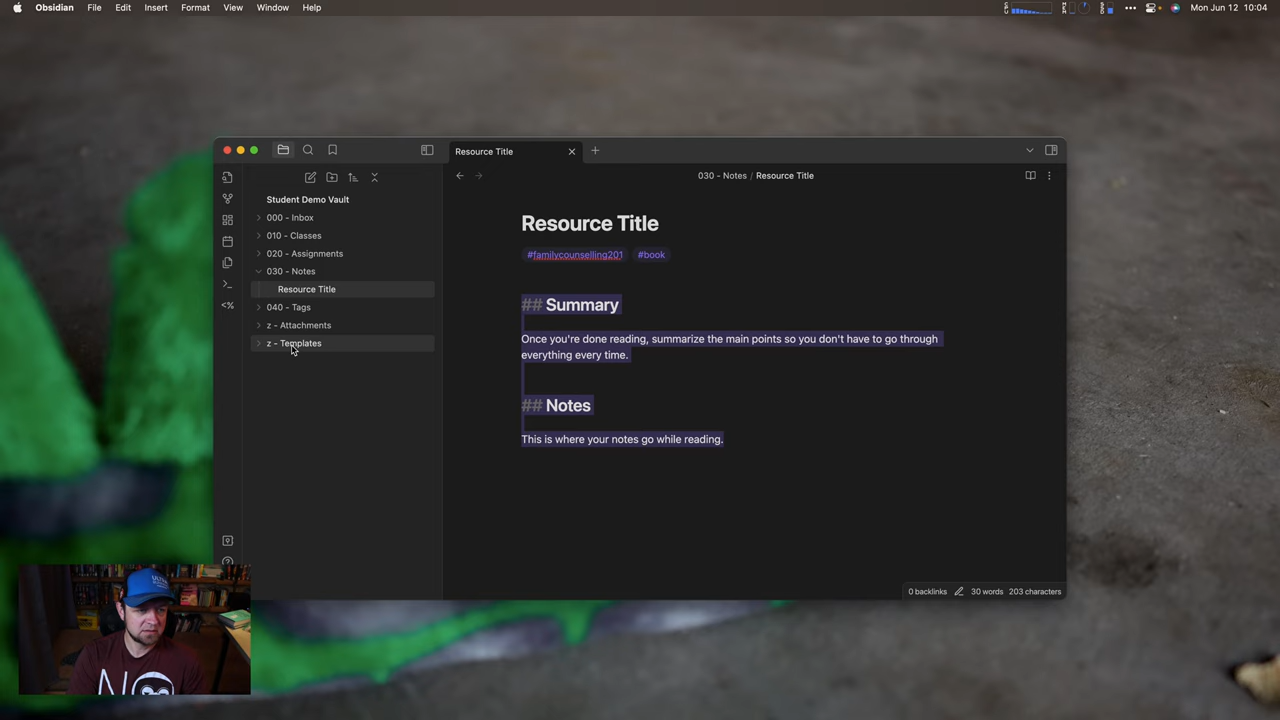 Obsidian File Edit Insert Format View Window Help Mon Jun 12 10:04
Resource Title
030 - Notes / Resource Title
Student Demo Vault
000 - Inbox
010 - Classes
020 - Assignments
030 - Notes
Resource Title
040 - Tags
z - Attachments
z - Templates
Resource Title
#familycounselling201 #book
## Summary
Once you're done reading, summarize the main points so you don't have to go through
everything every time.
## Notes
This is where your notes go while reading.
0 backlinks 30 words 203 characters